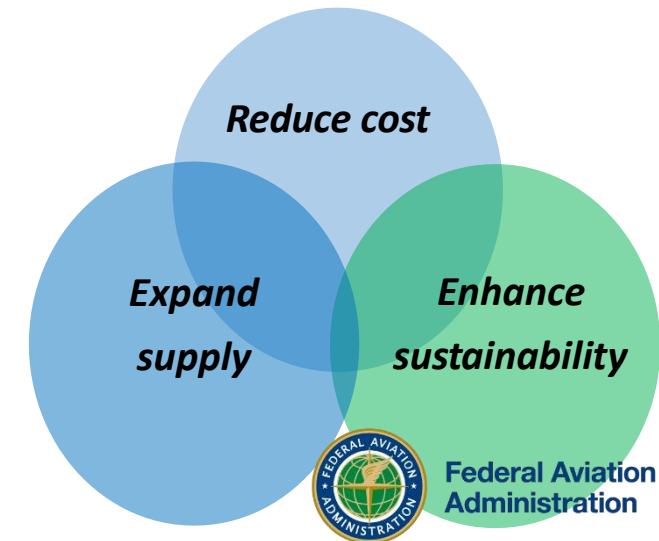 Reduce cost
Expand
supply
Enhance
sustainability
FEDERAL AVIATION
ADMINISTRATION
Federal Aviation
Administration